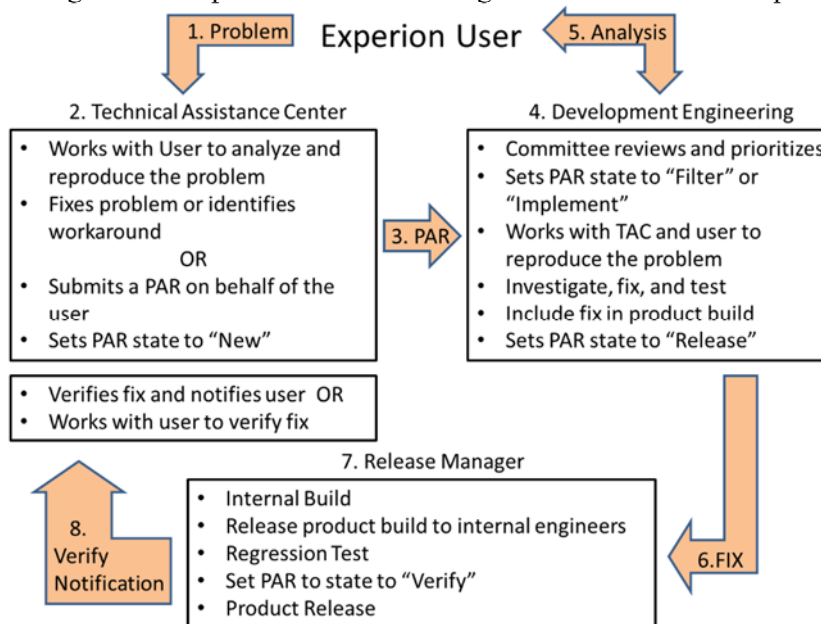 1. Problem
Experion User
5. Analysis
2. Technical Assistance Center
• Works with User to analyze and
reproduce the problem
• Fixes problem or identifies
workaround
OR
• Submits a PAR on behalf of the
user
• Sets PAR state to “New”
3. PAR
4. Development Engineering
• Committee reviews and prioritizes
• Sets PAR state to “Filter” or
“Implement”
• Works with TAC and user to
reproduce the problem
• Investigate, fix, and test
• Include fix in product build
• Sets PAR state to “Release”
• Verifies fix and notifies user OR
• Works with user to verify fix
7. Release Manager
• Internal Build
• Release product build to internal engineers
• Regression Test
• Set PAR to state to “Verify”
• Product Release
6.FIX
8.
Verify
Notification